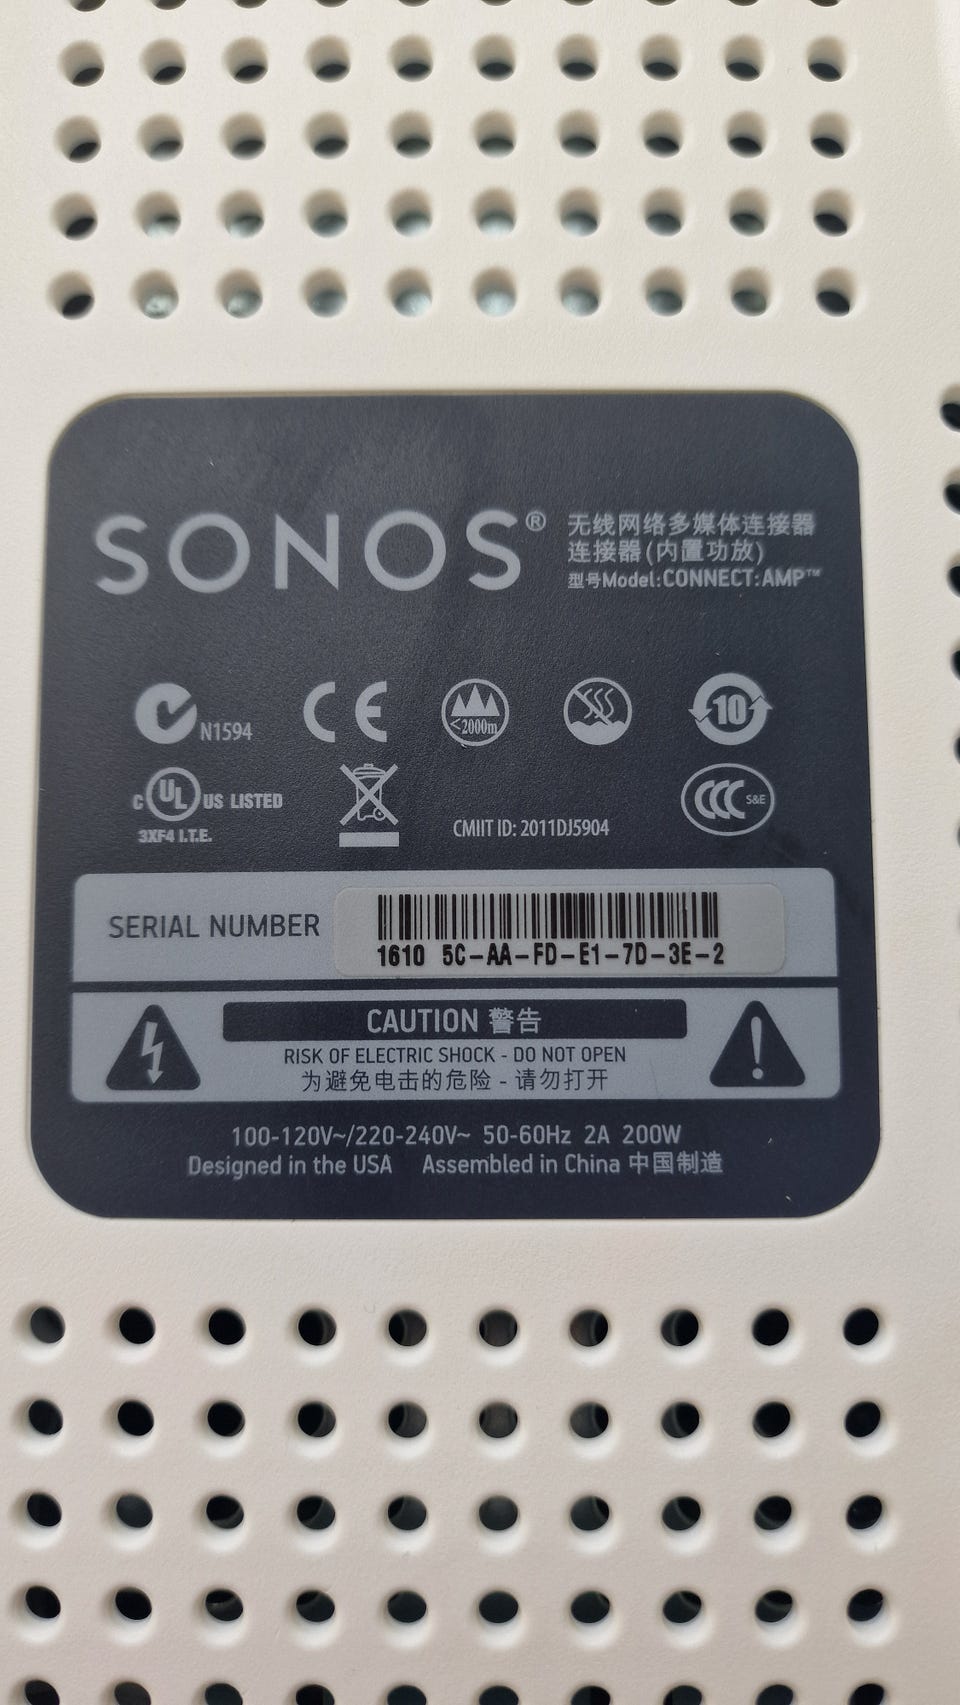 SONOS®
无线网络多媒体连接器
连接器(内置功放)
型号Model:CONNECT:AMP™
N1594
CE
<2000m
10
C UL US LISTED
3XF4 I.T.E.
CMIIT ID: 2011DJ5904
CCC S&E
SERIAL NUMBER
1610 5C-AA-FD-E1-7D-3E-2
CAUTION 警告
RISK OF ELECTRIC SHOCK - DO NOT OPEN
为避免电击的危险 - 请勿打开
100-120V~/220-240V~ 50-60Hz 2A 200W
Designed in the USA Assembled in China 中国制造